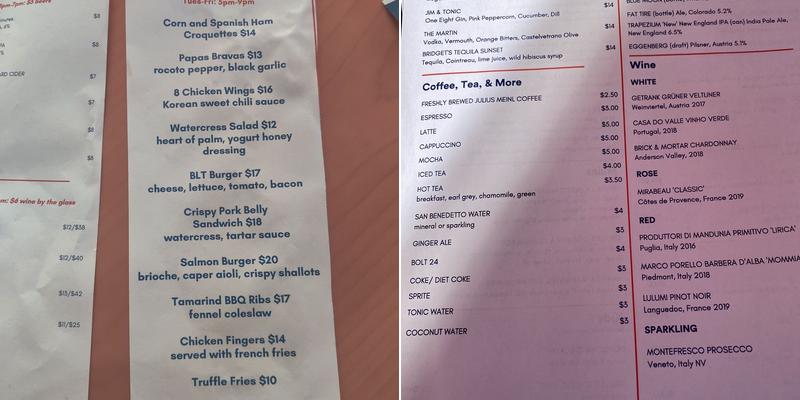 $5 beers
$8
$8
ARD CIDER
$7
$7
$8
$8
$6 wine by the glass
$12/$38
$12/$40
$13/$42
$11/$25
Tues-Fri: 5pm-9pm
Corn and Spanish Ham
Croquettes $14
Papas Bravas $13
rocoto pepper, black garlic
8 Chicken Wings $16
Korean sweet chili sauce
Watercress Salad $12
heart of palm, yogurt honey
dressing
BLT Burger $17
cheese, lettuce, tomato, bacon
Crispy Pork Belly
Sandwich $18
watercress, tartar sauce
Salmon Burger $20
brioche, caper aioli, crispy shallots
Tamarind BBQ Ribs $17
fennel coleslaw
Chicken Fingers $14
served with french fries
Truffle Fries $10
JIM & TONIC $14
One Eight Gin, Pink Peppercorn, Cucumber, Dill
THE MARTIN $14
Vodka, Vermouth, Orange Bitters, Castelvetrano Olive
BRIDGET'S TEQUILA SUNSET $14
Tequila, Cointreau, lime juice, wild hibiscus syrup
Coffee, Tea, & More
FRESHLY BREWED JULIUS MEINL COFFEE $2.50
ESPRESSO $3.00
LATTE $5.00
CAPPUCCINO $5.00
MOCHA $5.00
ICED TEA $4.00
HOT TEA $3.50
breakfast, earl grey, chamomile, green
SAN BENEDETTO WATER $4
mineral or sparkling
GINGER ALE $3
BOLT 24 $4
COKE/ DIET COKE $3
SPRITE $3
TONIC WATER $3
COCONUT WATER $3
FAT TIRE (bottle) Ale, Colorado 5.2%
TRAPEZIUM 'New' New England IPA (can) India Pale Ale,
New England 6.5%
EGGENBERG (draft) Pilsner, Austria 5.1%
Wine
WHITE
GETRANK GRÜNER VELTLINER
Weinviertel, Austria 2017
CASA DO VALLE VINHO VERDE
Portugal, 2018
BRICK & MORTAR CHARDONNAY
Anderson Valley, 2018
ROSE
MIRABEAU 'CLASSIC'
Côtes de Provence, France 2019
RED
PRODUTTORI DI MANDUNIA PRIMITIVO 'LIRICA'
Puglia, Italy 2016
MARCO PORELLO BARBERA D'ALBA 'MOMMIA
Piedmont, Italy 2018
LULUMI PINOT NOIR
Languedoc, France 2019
SPARKLING
MONTEFRESCO PROSECCO
Veneto, Italy NV